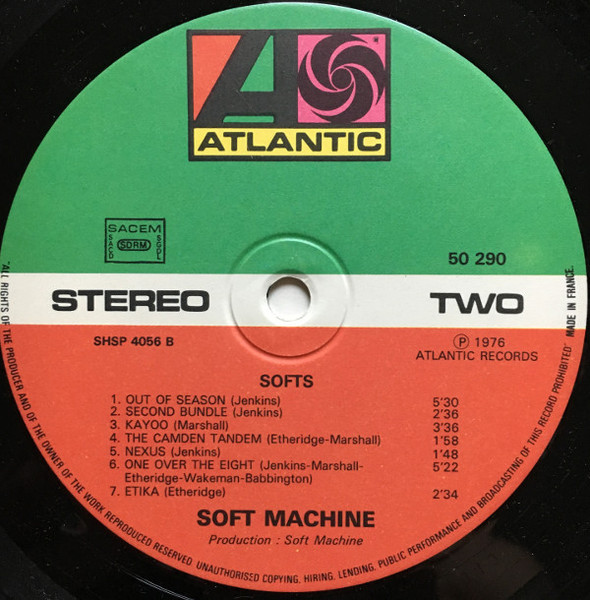 ATLANTIC
SACEM
SACD SDRM SGDL
50 290
STEREO TWO
SHSP 4056 B
℗ 1976
ATLANTIC RECORDS
SOFTS
1. OUT OF SEASON (Jenkins) 5'30
2. SECOND BUNDLE (Jenkins) 2'36
3. KAYOO (Marshall) 3'36
4. THE CAMDEN TANDEM (Etheridge-Marshall) 1'58
5. NEXUS (Jenkins) 1'48
6. ONE OVER THE EIGHT (Jenkins-Marshall- 5'22
Etheridge-Wakeman-Babbington)
7. ETIKA (Etheridge) 2'34
SOFT MACHINE
Production : Soft Machine
"ALL RIGHTS OF THE PRODUCER AND OF THE OWNER OF THE WORK REPRODUCED RESERVED. UNAUTHORISED COPYING. HIRING. LENDING. PUBLIC PERFORMANCE AND BROADCASTING OF THIS RECORD PROHIBITED" MADE IN FRANCE.